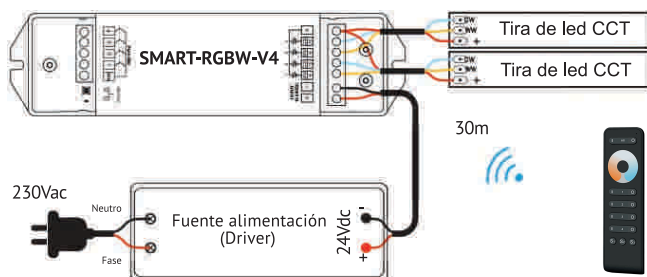 SMART-RGBW-V4
CW
WW
+
Tira de led CCT
CW
WW
+
Tira de led CCT
30m
230Vac
Neutro
Fase
Fuente alimentación
(Driver)
24Vdc
-
+